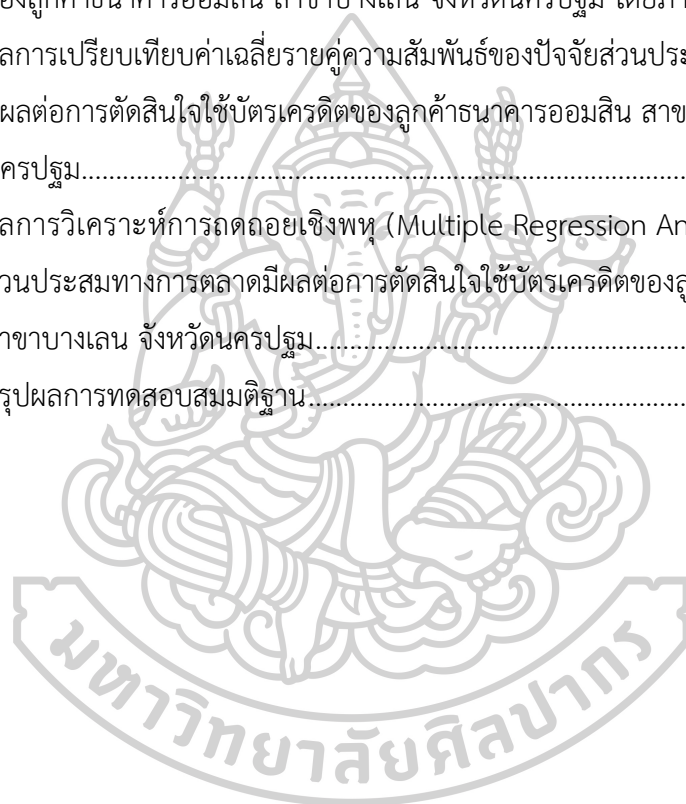 องลูกค้าธนาคารออมสิน สาขาบางเลน จังหวัดนครปฐม โดยภา
ลการเปรียบเทียบค่าเฉลี่ยรายคู่ความสัมพันธ์ของปัจจัยส่วนประ
ผลต่อการตัดสินใจใช้บัตรเครดิตของลูกค้าธนาคารออมสิน สาข
ครปฐม
ลการวิเคราะห์การถดถอยเชิงพหุ (Multiple Regression An
วนประสมทางการตลาดมีผลต่อการตัดสินใจใช้บัตรเครดิตของลู
าขาบางเลน จังหวัดนครปฐม
รุปผลการทดสอบสมมติฐาน
มหาวิทยาลัยศิลปากร